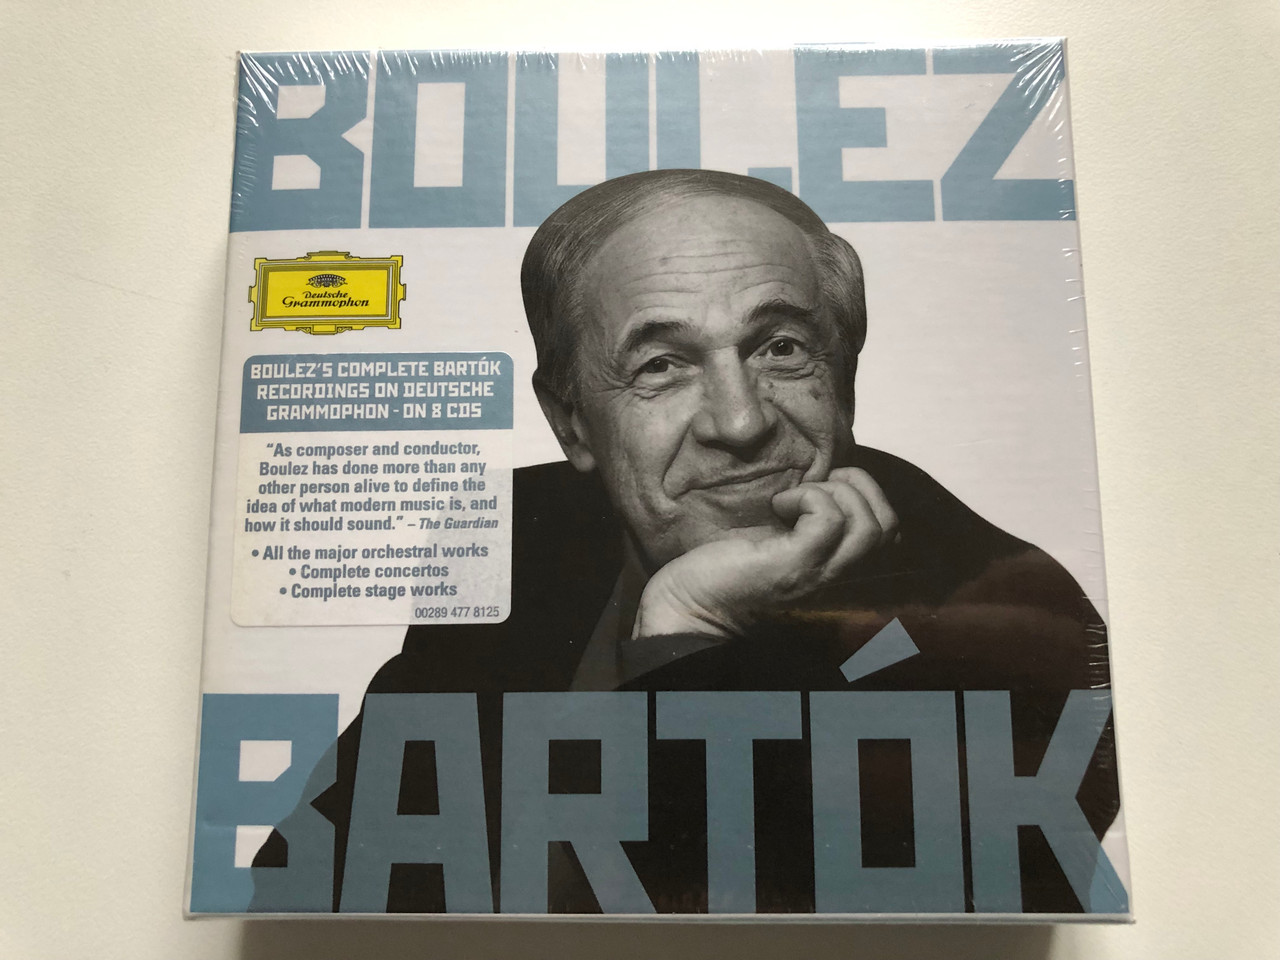 BOULEZ
Deutsche
Grammophon
BOULEZ'S COMPLETE BARTÓK
RECORDINGS ON DEUTSCHE
GRAMMOPHON - ON 8 CDS
"As composer and conductor,
Boulez has done more than any
other person alive to define the
idea of what modern music is, and
how it should sound." – The Guardian
• All the major orchestral works
• Complete concertos
• Complete stage works
00289 477 8125
BARTÓK